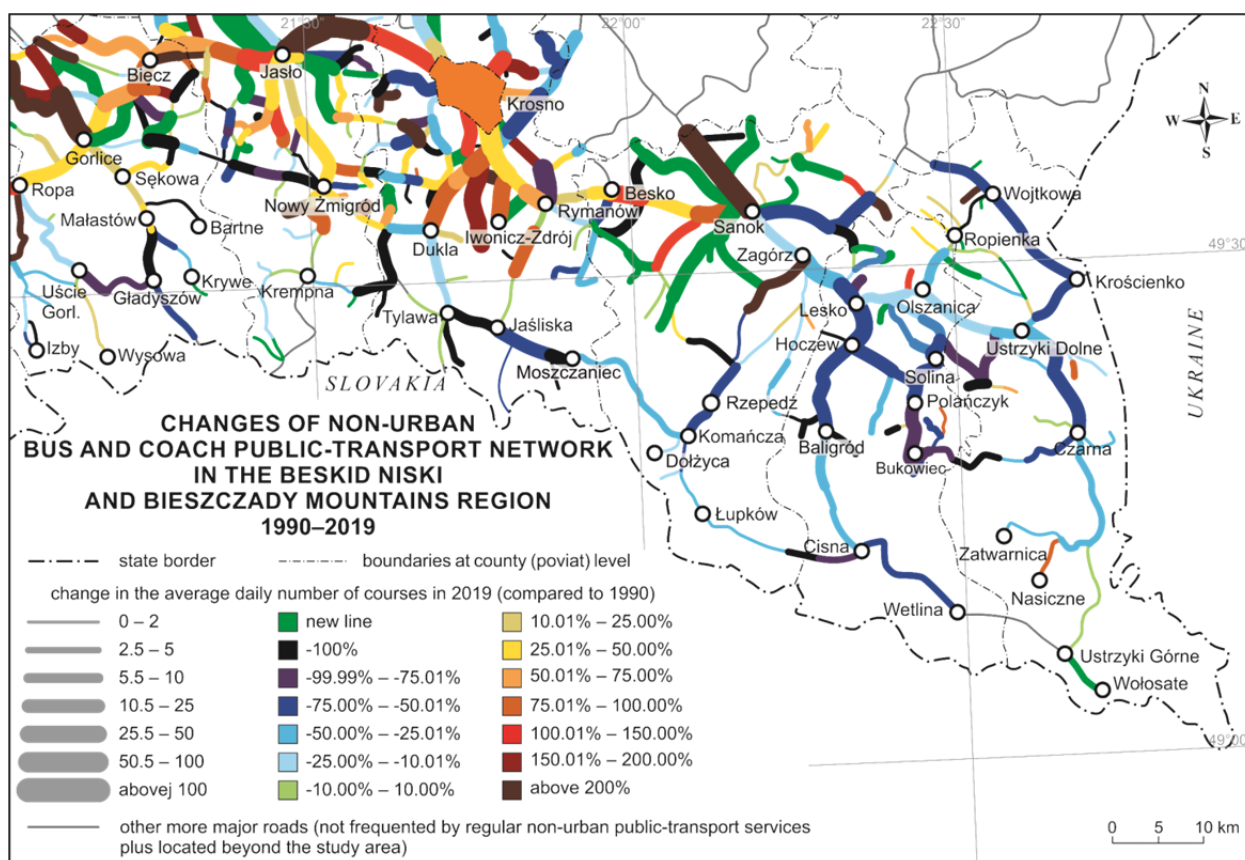 21°30'
22°00'
22°30'
Biecz
Jasło
Krosno
N
W
E
S
Gorlice
Sękowa
Ropa
Nowy Żmigród
Besko
Rymanów
Sanok
Wojtkowa
Małastów
Bartne
Dukla
Iwonicz-Zdrój
Zagórz
Ropienka
49°30'
Uście
Gorl.
Gładyszów
Krywe
Krempna
Lesko
Olszanica
Krościenko
Tylawa
Jaśliska
Hoczew
Ustrzyki Dolne
Izby
Wysowa
SLOVAKIA
Moszczaniec
Solina
UKRAINE
Rzepedź
Polańczyk
Komańcza
Dołżyca
Baligród
Bukowiec
Czarna
Łupków
Cisna
Zatwarnica
Nasiczne
Wetlina
Ustrzyki Górne
Wołosate
49°00'
CHANGES OF NON-URBAN
BUS AND COACH PUBLIC-TRANSPORT NETWORK
IN THE BESKID NISKI
AND BIESZCZADY MOUNTAINS REGION
1990–2019
state border
boundaries at county (poviat) level
change in the average daily number of courses in 2019 (compared to 1990)
0 – 2
new line
10.01% – 25.00%
2.5 – 5
-100%
25.01% – 50.00%
5.5 – 10
-99.99% – -75.01%
50.01% – 75.00%
10.5 – 25
-75.00% – -50.01%
75.01% – 100.00%
25.5 – 50
-50.00% – -25.01%
100.01% – 150.00%
50.5 – 100
-25.00% – -10.01%
150.01% – 200.00%
abovej 100
-10.00% – 10.00%
above 200%
other more major roads (not frequented by regular non-urban public-transport services
plus located beyond the study area)
0 5 10 km